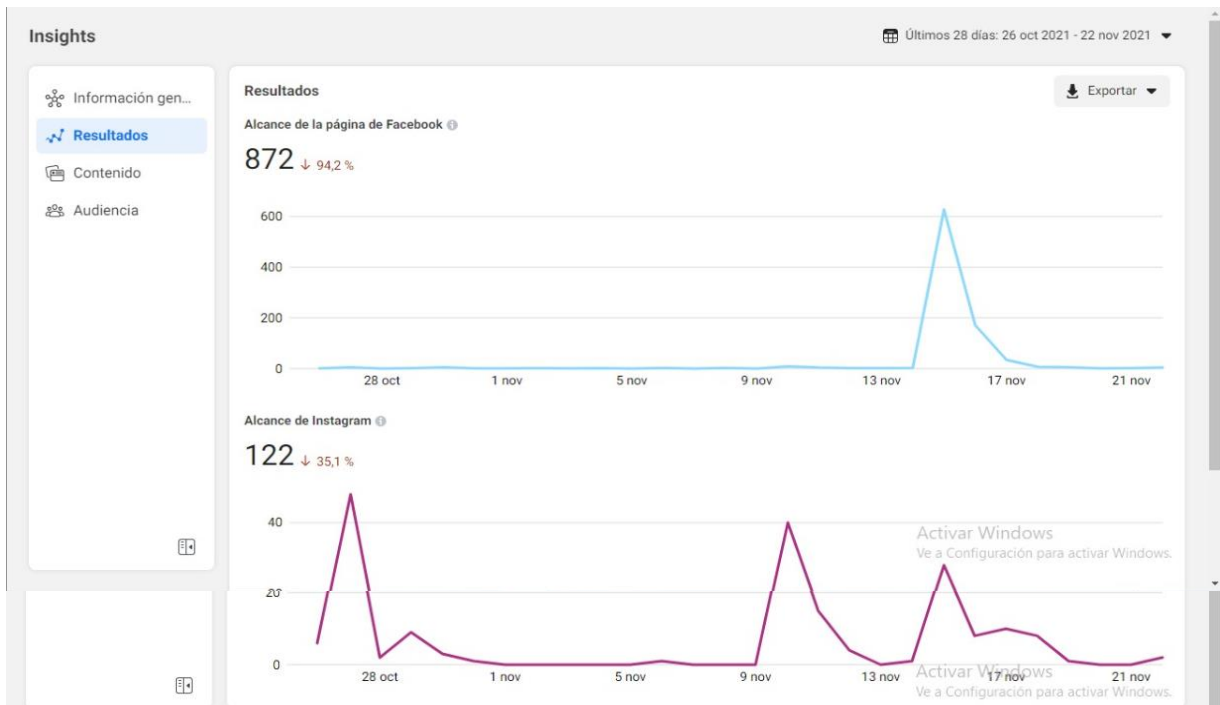 Insights
Últimos 28 días: 26 oct 2021 - 22 nov 2021
Información gen...
Resultados
Contenido
Audiencia
Resultados
Exportar
Alcance de la página de Facebook
872 ↓ 94,2 %
600
400
200
0
28 oct 1 nov 5 nov 9 nov 13 nov 17 nov 21 nov
Alcance de Instagram
122 ↓ 35,1 %
40
Activar Windows
Ve a Configuración para activar Windows.
0
28 oct 1 nov 5 nov 9 nov 13 nov 17 nov 21 nov
Activar Windows
Ve a Configuración para activar Windows.